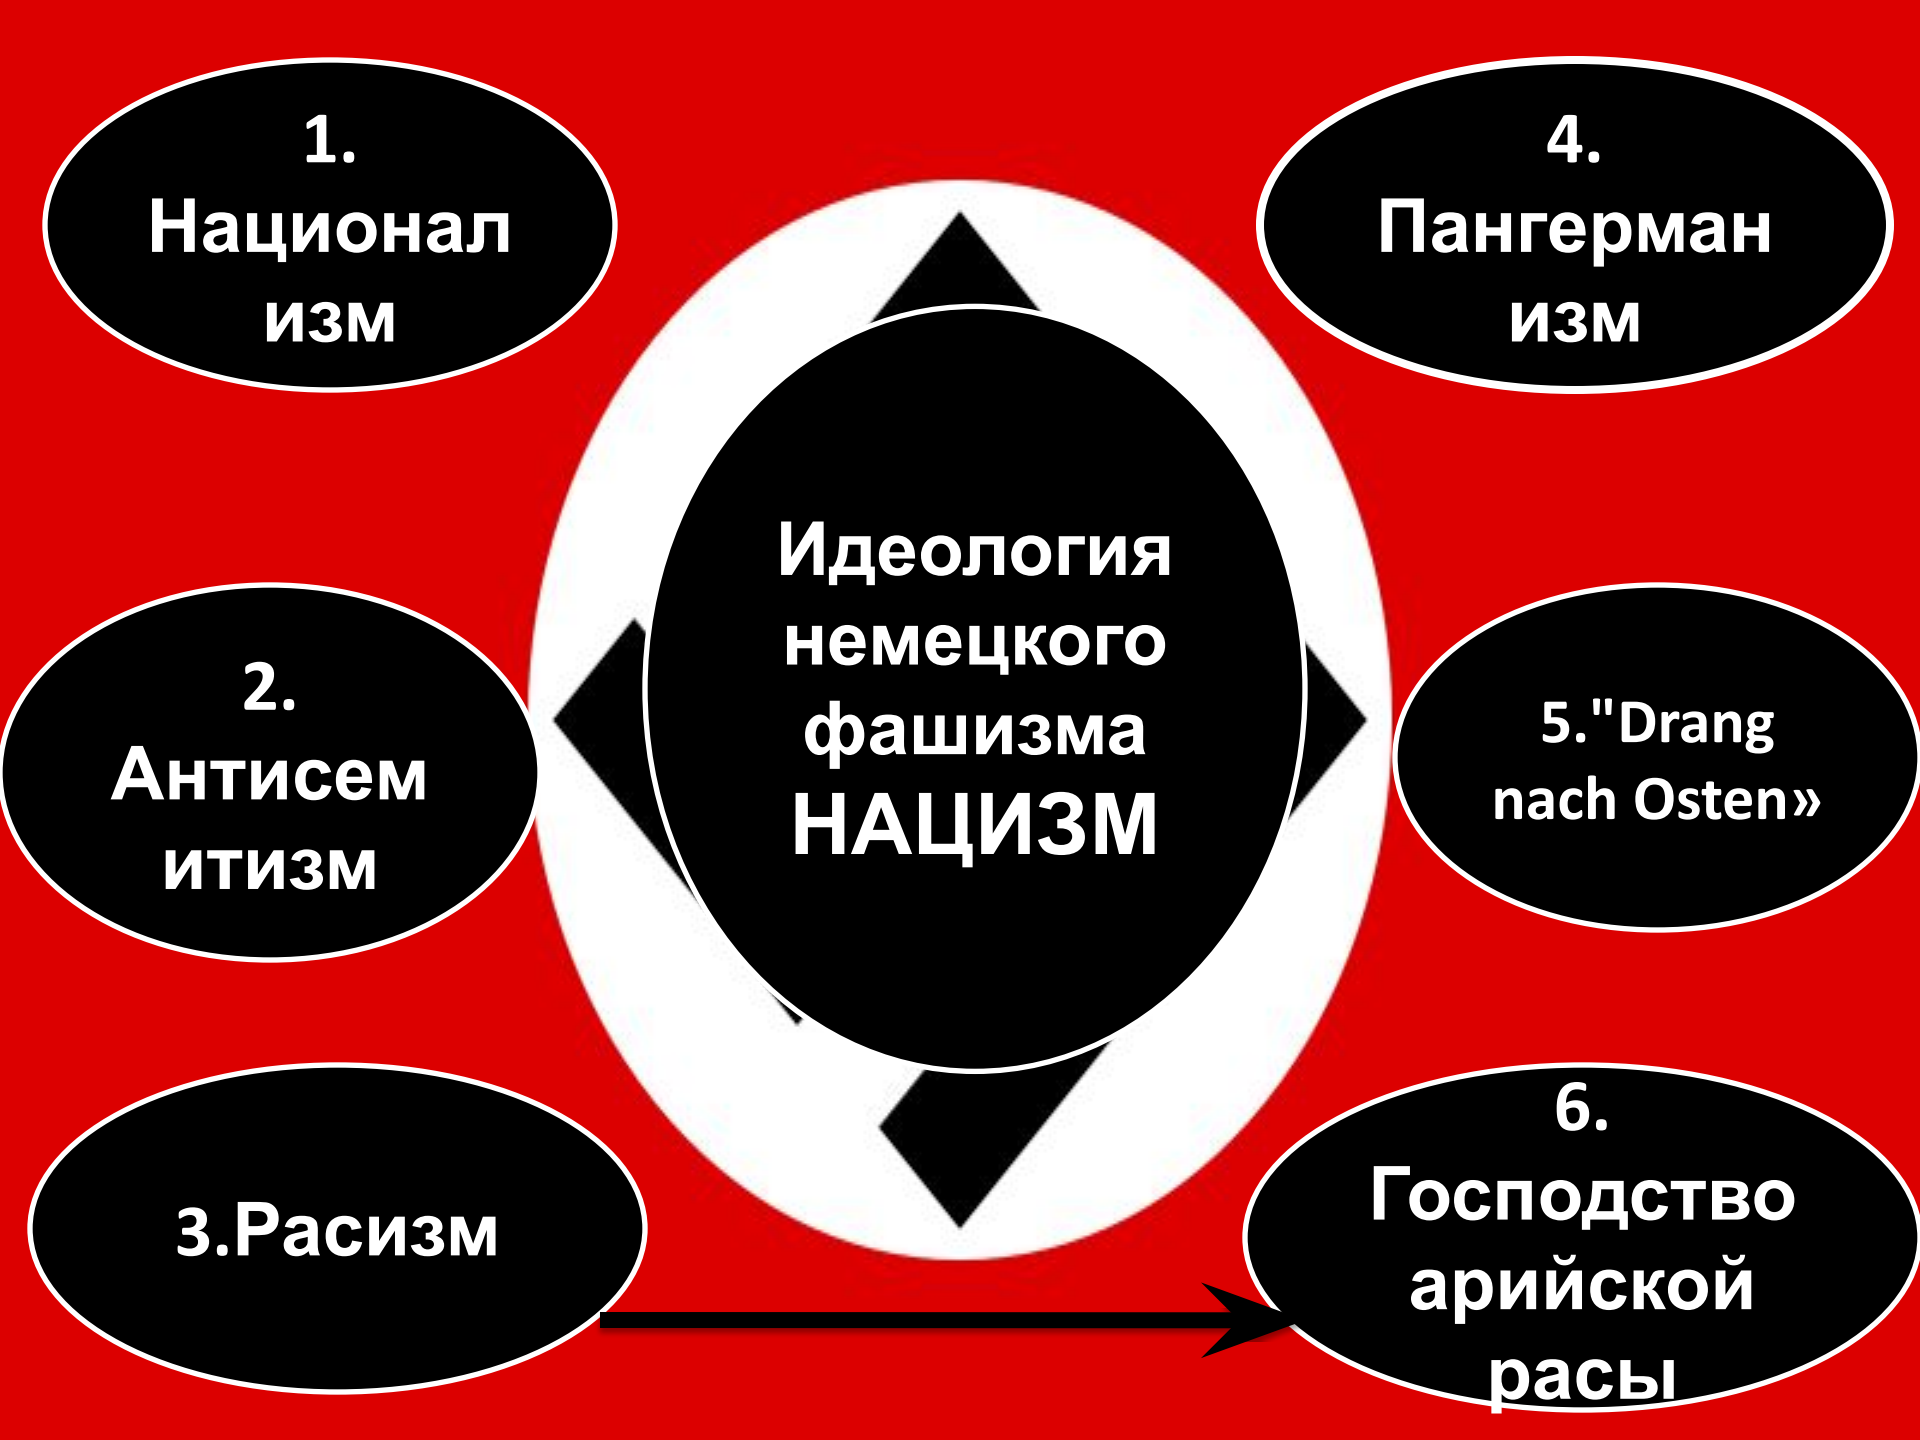 1.
Национал
изм
4.
Пангерман
изм
Идеология
немецкого
фашизма
НАЦИЗМ
2.
Антисем
итизм
5."Drang
nach Osten»
3.Расизм
6.
Господство
арийской
расы